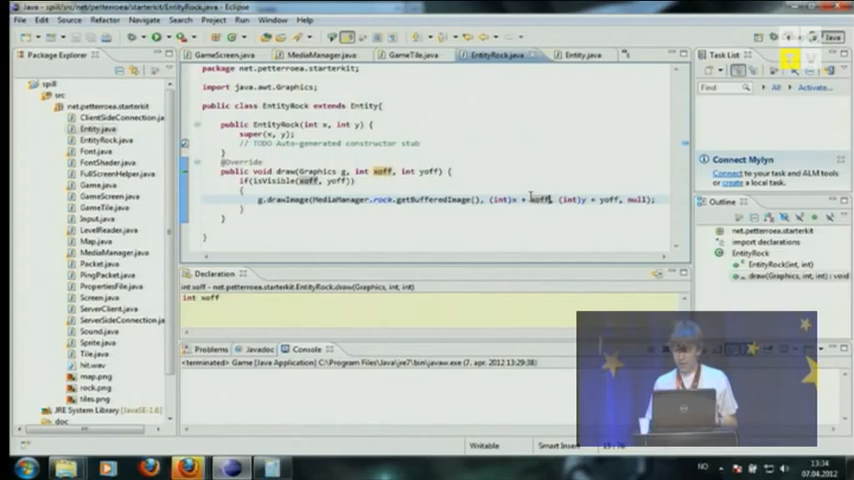 Java - spill/src/net/petterroea/starterkit/EntityRock.java - Eclipse
File Edit Source Refactor Navigate Search Project Run Window Help
Java
Package Explorer
GameScreen.java
MediaManager.java
GameTile.java
EntityRock.java
Entity.java
Task List
spill
src
net.petterroea.starterkit
ClientSideConnection.ja
Entity.java
EntityRock.java
Font.java
FontShader.java
FullScreenHelper.java
Game.java
GameScreen.java
GameTile.java
Input.java
LevelReader.java
Map.java
MediaManager.java
Packet.java
PingPacket.java
PropertiesFile.java
Screen.java
ServerClient.java
ServerSideConnection.ja
Sound.java
Sprite.java
Tile.java
hit.wav
map.png
rock.png
tiles.png
JRE System Library [JavaSE-1.6]
doc
package net.petterroea.starterkit;
import java.awt.Graphics;
public class EntityRock extends Entity{
public EntityRock(int x, int y) {
super(x, y);
// TODO Auto-generated constructor stub
}
@Override
public void draw(Graphics g, int xoff, int yoff) {
if(isVisible(xoff, yoff))
{
g.drawImage(MediaManager.rock.getBufferedImage(), (int)x + xoff, (int)y + yoff, null);
}
}
}
Find
All
Activate...
Connect Mylyn
Connect to your task and ALM tools
or create a local task.
Outline
net.petterroea.starterkit
import declarations
EntityRock
EntityRock(int, int)
draw(Graphics, int, int) : void
Declaration
int xoff - net.petterroea.starterkit.EntityRock.draw(Graphics, int, int)
int xoff
Problems
Javadoc
Console
<terminated> Game [Java Application] C:\Program Files\Java\jre7\bin\javaw.exe (7. apr. 2012 13:29:38)
Writable
Smart Insert
NO
13:34
07.04.2012